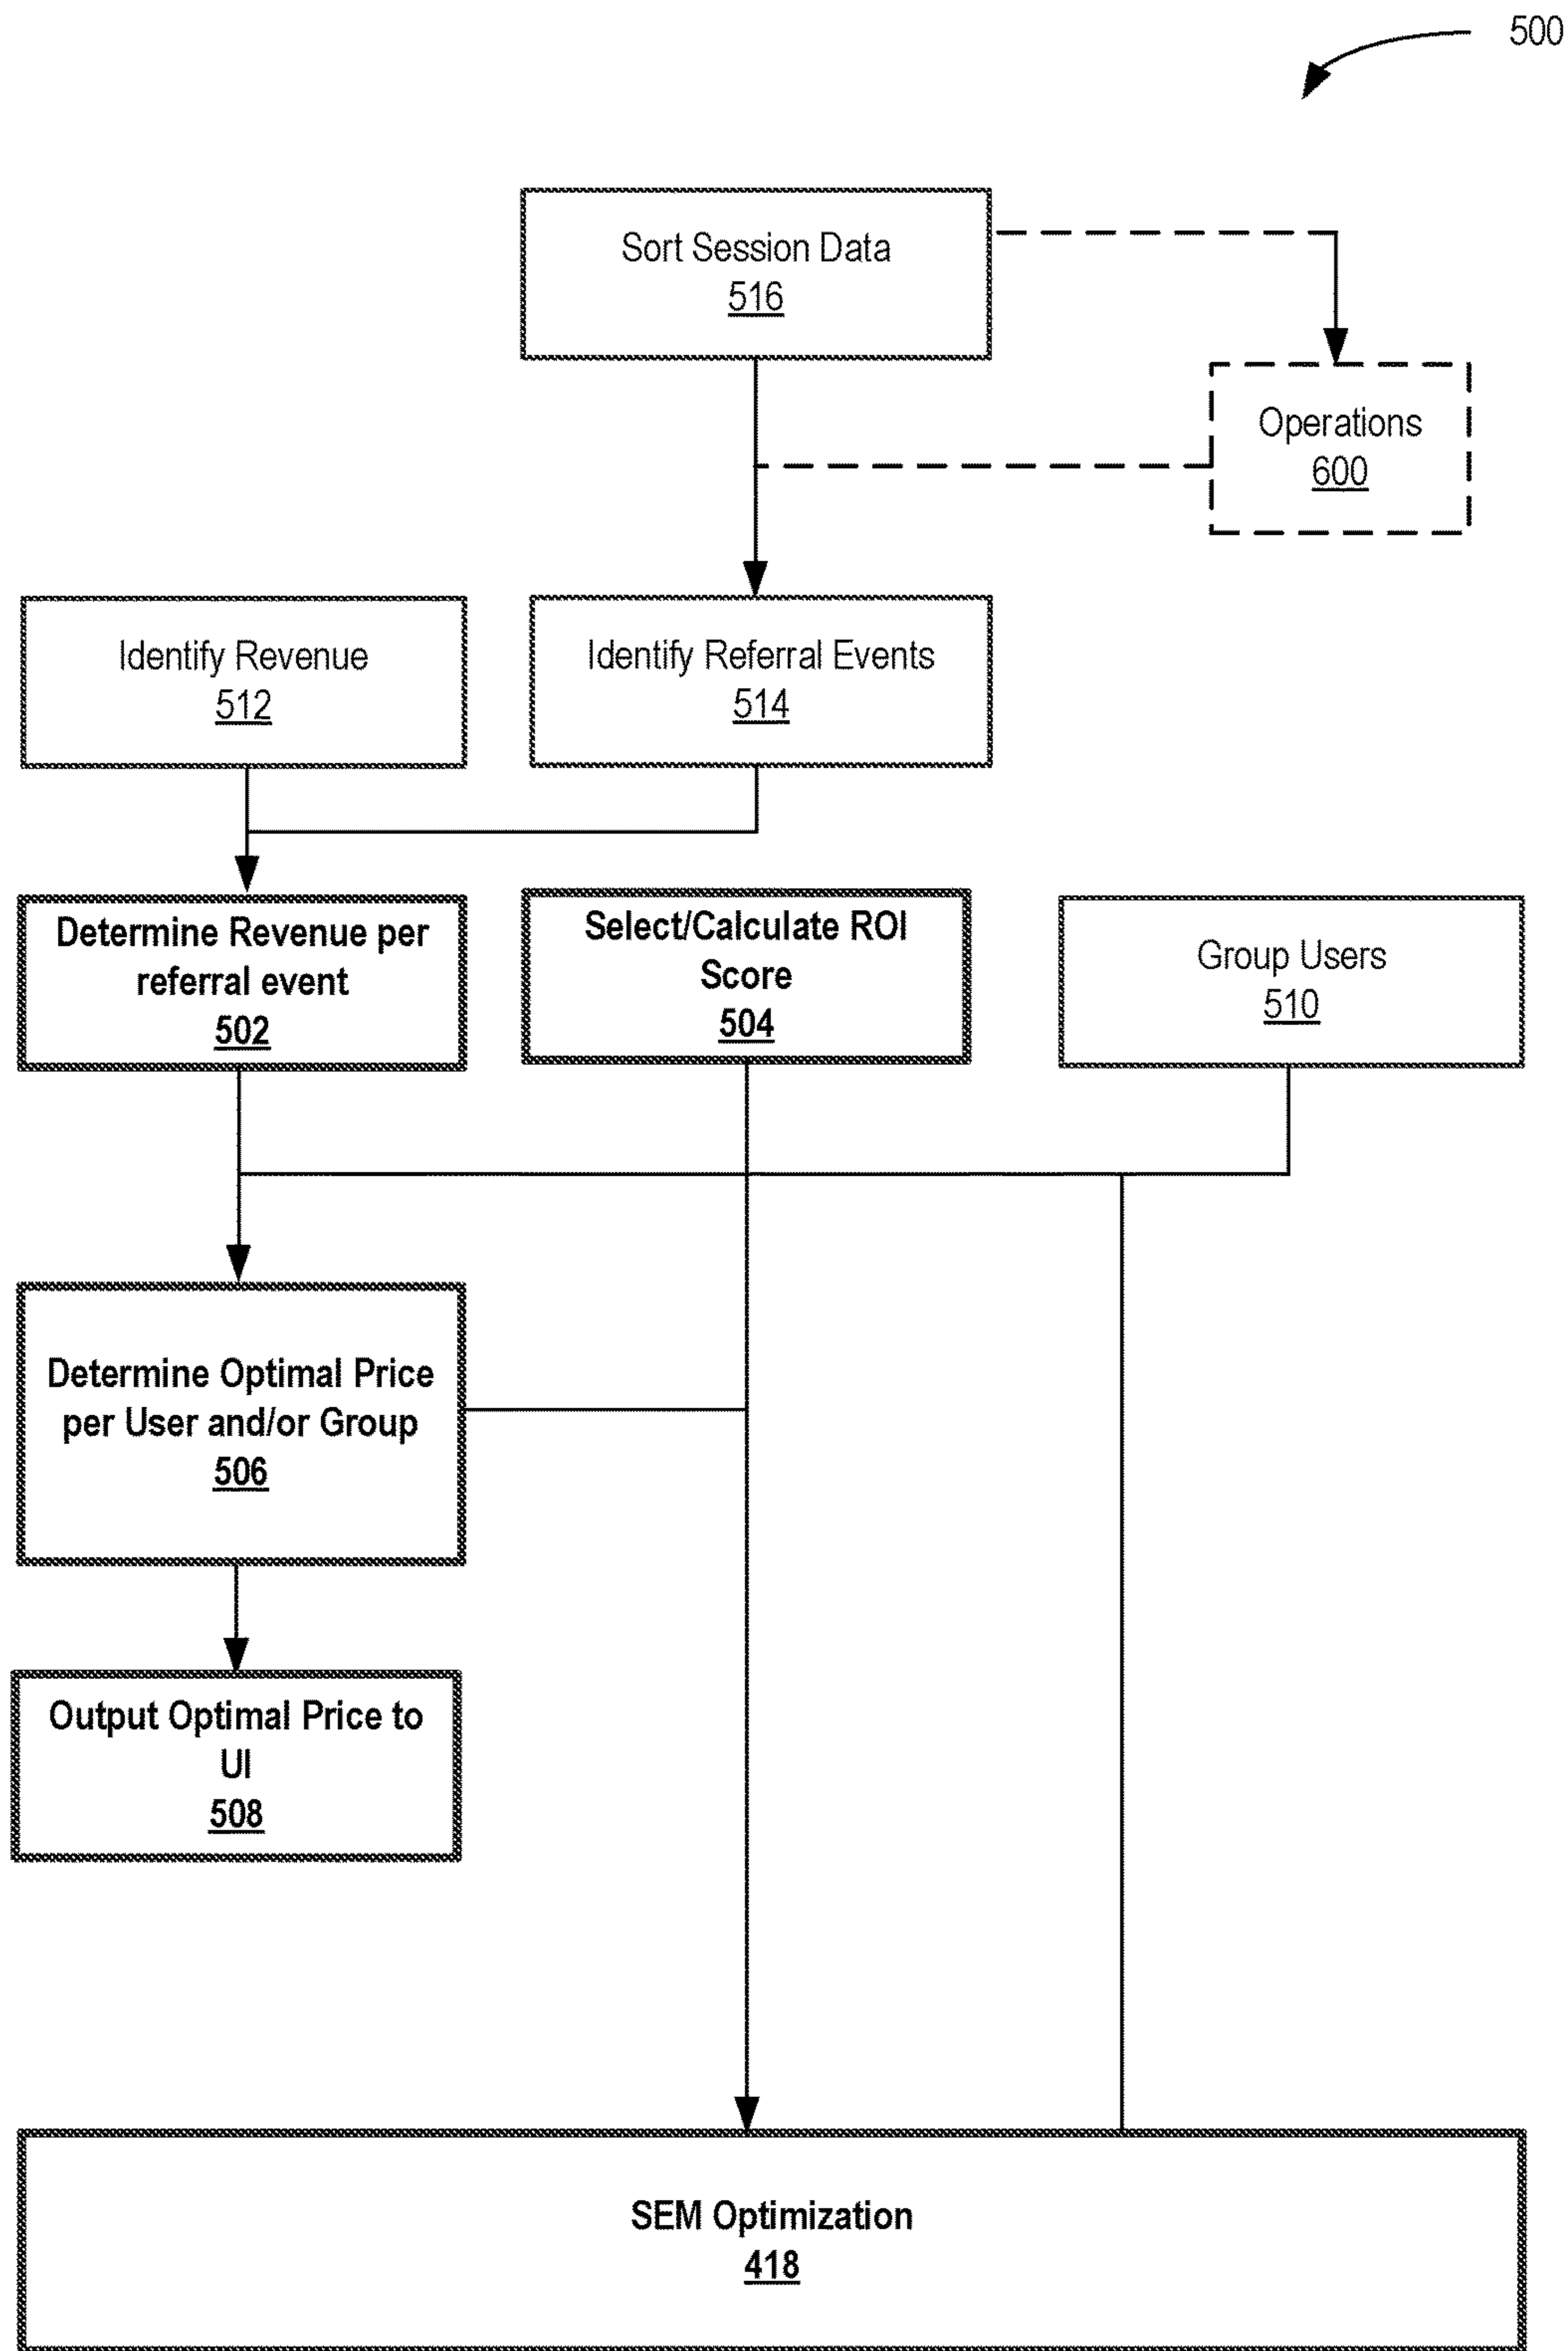 500
Sort Session Data
516
Operations
600
Identify Revenue
512
Identify Referral Events
514
Determine Revenue per
referral event
502
Select/Calculate ROI
Score
504
Group Users
510
Determine Optimal Price
per User and/or Group
506
Output Optimal Price to
UI
508
SEM Optimization
418